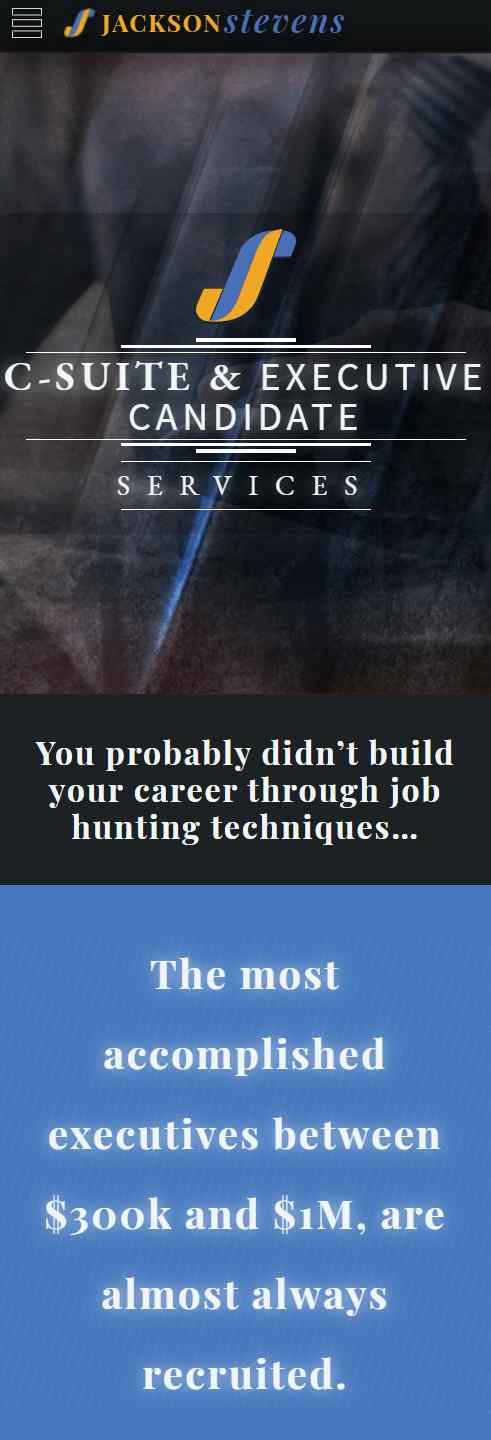 JACKSONstevens
C-SUITE & EXECUTIVE
CANDIDATE
SERVICES
You probably didn’t build
your career through job
hunting techniques...
The most
accomplished
executives between
$300k and $1M, are
almost always
recruited.